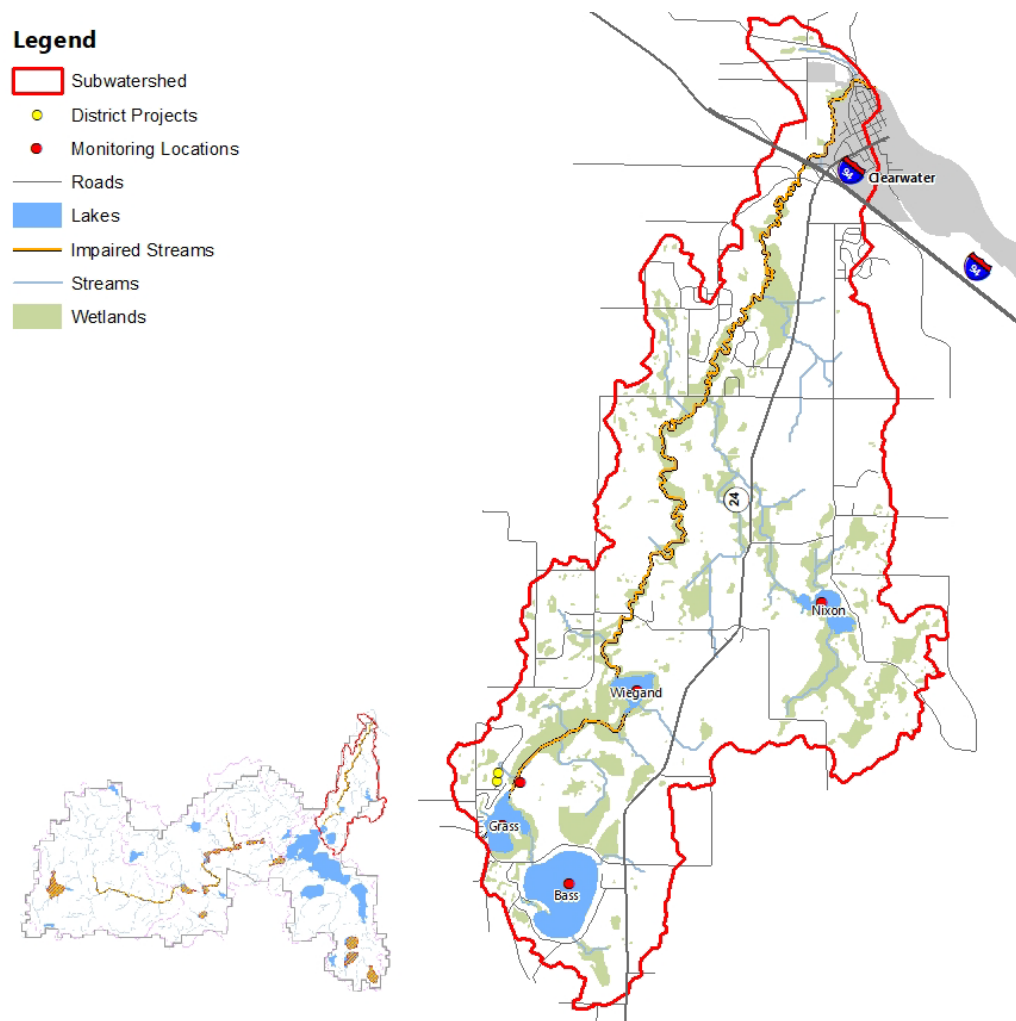 Legend
Subwatershed
District Projects
Monitoring Locations
Roads
Lakes
Impaired Streams
Streams
Wetlands
94
Clearwater
94
24
Nixon
Wiegand
Grass
Bass